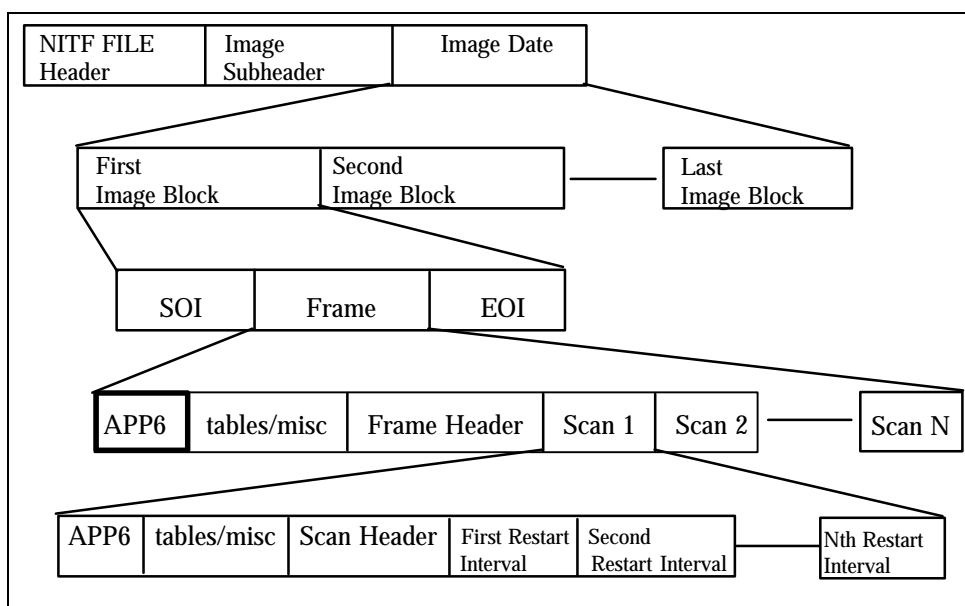 NITF FILE
Header
Image
Subheader
Image Date
First
Image Block
Second
Image Block
Last
Image Block
SOI
Frame
EOI
APP6
tables/misc
Frame Header
Scan 1
Scan 2
Scan N
APP6
tables/misc
Scan Header
First Restart
Interval
Second
Restart Interval
Nth Restart
Interval